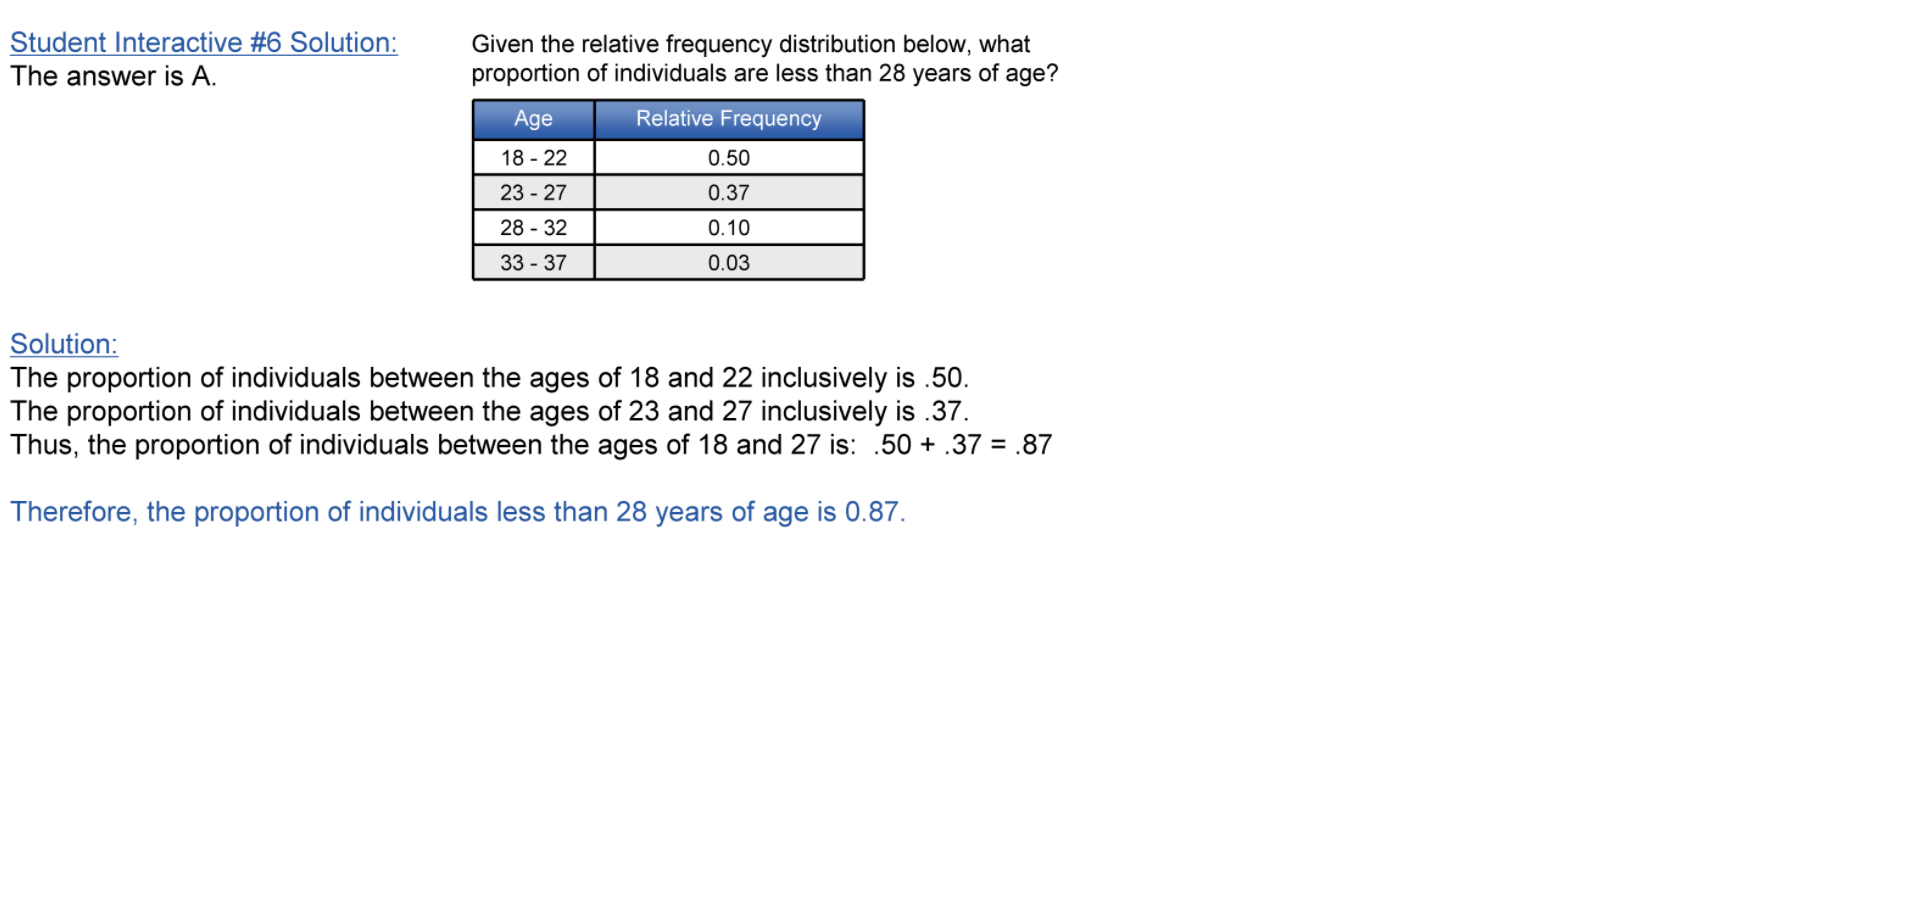 Student Interactive #6 Solution:
The answer is A.
Given the relative frequency distribution below, what
proportion of individuals are less than 28 years of age?
Age Relative Frequency
18 - 22 0.50
23 - 27 0.37
28 - 32 0.10
33 - 37 0.03
Solution:
The proportion of individuals between the ages of 18 and 22 inclusively is .50.
The proportion of individuals between the ages of 23 and 27 inclusively is .37.
Thus, the proportion of individuals between the ages of 18 and 27 is:  .50 + .37 = .87
Therefore, the proportion of individuals less than 28 years of age is 0.87.